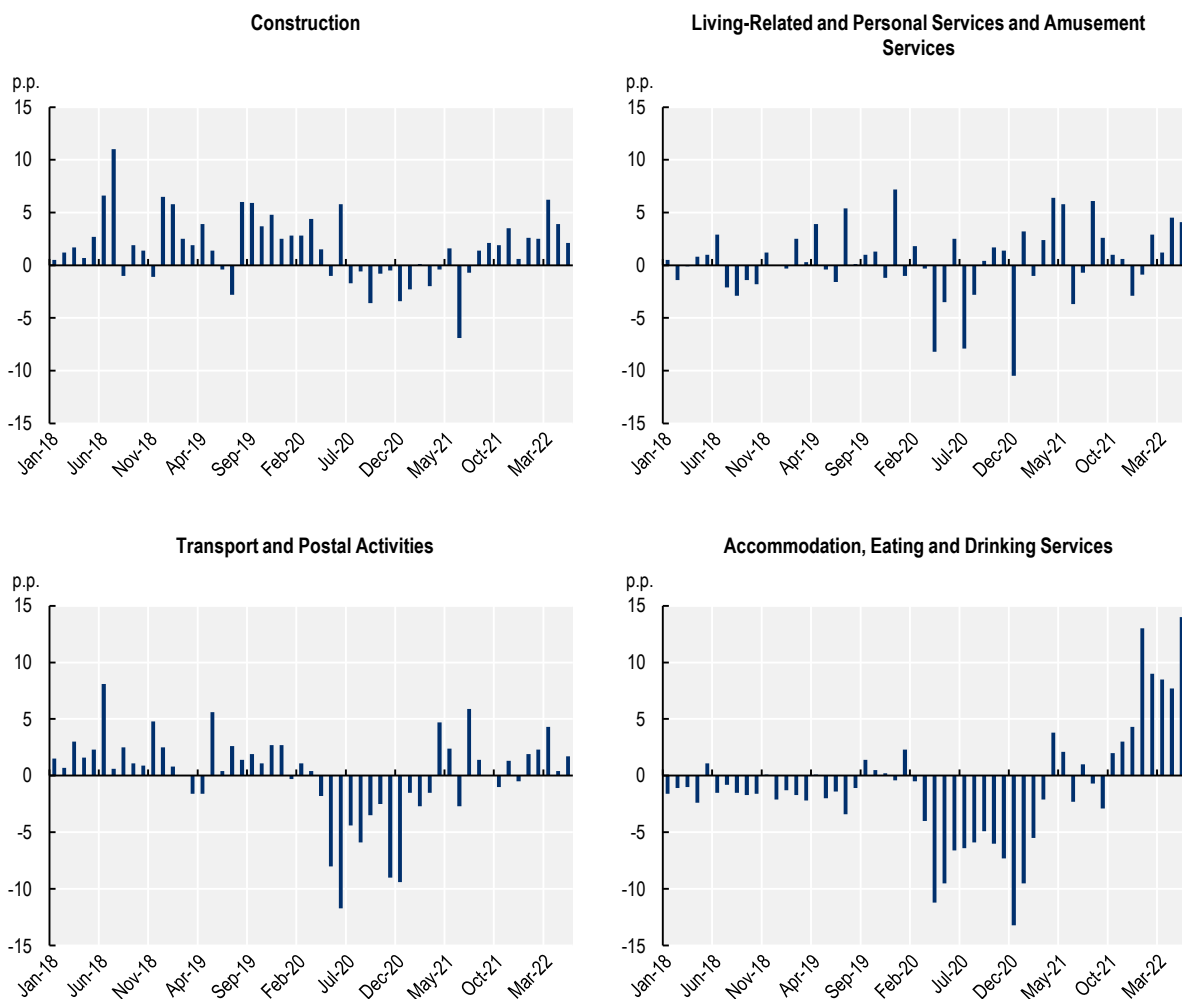 Construction
p.p.
15
10
5
0
-5
-10
-15
Jan-18 Jun-18 Nov-18 Apr-19 Sep-19 Feb-20 Jul-20 Dec-20 May-21 Oct-21 Mar-22
Living-Related and Personal Services and Amusement
Services
p.p.
15
10
5
0
-5
-10
-15
Jan-18 Jun-18 Nov-18 Apr-19 Sep-19 Feb-20 Jul-20 Dec-20 May-21 Oct-21 Mar-22
Transport and Postal Activities
p.p.
15
10
5
0
-5
-10
-15
Jan-18 Jun-18 Nov-18 Apr-19 Sep-19 Feb-20 Jul-20 Dec-20 May-21 Oct-21 Mar-22
Accommodation, Eating and Drinking Services
p.p.
15
10
5
0
-5
-10
-15
Jan-18 Jun-18 Nov-18 Apr-19 Sep-19 Feb-20 Jul-20 Dec-20 May-21 Oct-21 Mar-22